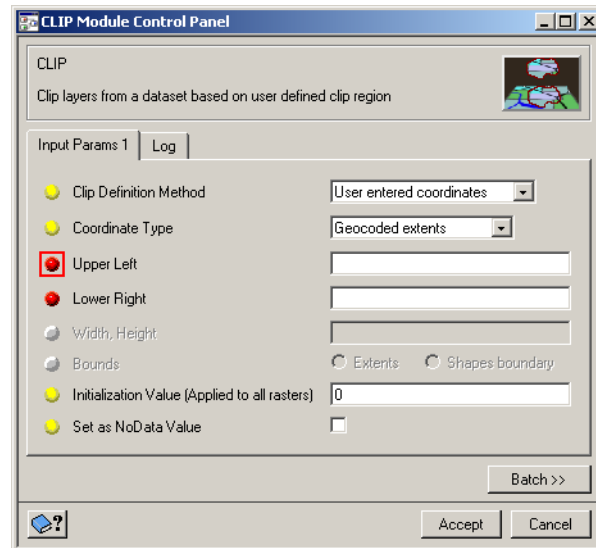 CLIP Module Control Panel
CLIP
Clip layers from a dataset based on user defined clip region
Input Params 1 Log
Clip Definition Method User entered coordinates
Coordinate Type Geocoded extents
Upper Left
Lower Right
Width, Height
Bounds Extents Shapes boundary
Initialization Value (Applied to all rasters) 0
Set as NoData Value
Batch >>
? Accept Cancel